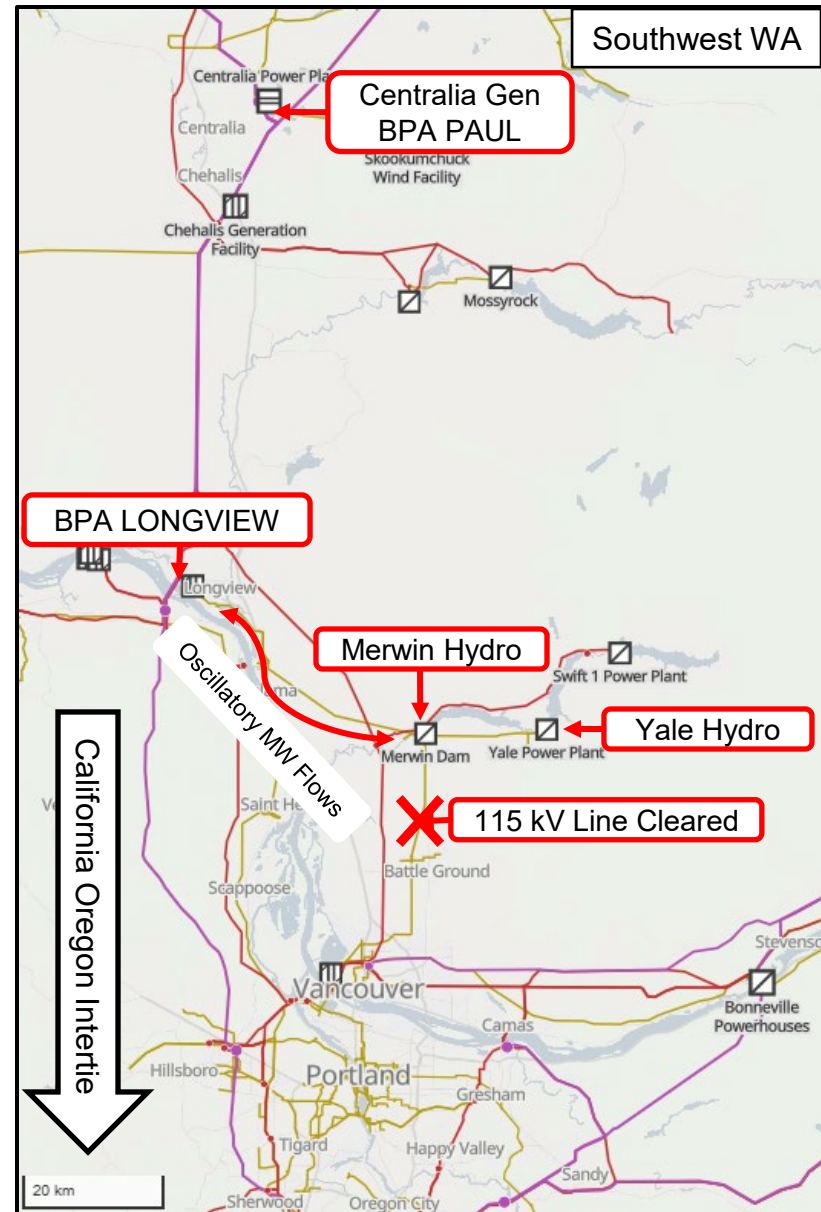 Southwest WA
Centralia Power Pla
Centralia Gen
BPA PAUL
Centralia
Skookumchuck
Wind Facility
Chehalis
Chehalis Generation
Facility
Mossyrock
BPA LONGVIEW
Longview
Merwin Hydro
Swift 1 Power Plant
Oscillatory MW Flows
Yale Hydro
Merwin Dam
Yale Power Plant
California Oregon Intertie
Saint He
115 kV Line Cleared
Battle Ground
Scappoose
Stevenso
Vancouver
Bonneville
Powerhouses
Camas
Hillsboro
Portland
Gresham
Tigard
Happy Valley
Sandy
20 km
Sherwood
Oregon City